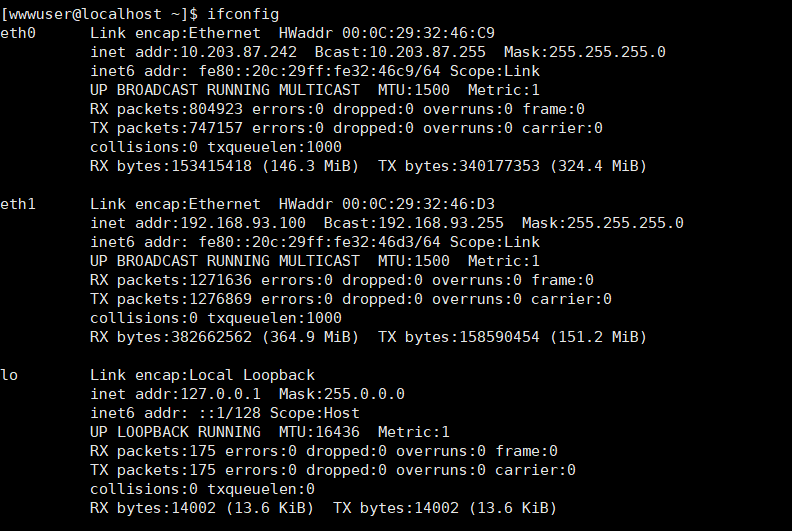 [wwwuser@localhost ~]$ ifconfig
eth0      Link encap:Ethernet  HWaddr 00:0C:29:32:46:C9
          inet addr:10.203.87.242  Bcast:10.203.87.255  Mask:255.255.255.0
          inet6 addr: fe80::20c:29ff:fe32:46c9/64 Scope:Link
          UP BROADCAST RUNNING MULTICAST  MTU:1500  Metric:1
          RX packets:804923 errors:0 dropped:0 overruns:0 frame:0
          TX packets:747157 errors:0 dropped:0 overruns:0 carrier:0
          collisions:0 txqueuelen:1000
          RX bytes:153415418 (146.3 MiB)  TX bytes:340177353 (324.4 MiB)

eth1      Link encap:Ethernet  HWaddr 00:0C:29:32:46:D3
          inet addr:192.168.93.100  Bcast:192.168.93.255  Mask:255.255.255.0
          inet6 addr: fe80::20c:29ff:fe32:46d3/64 Scope:Link
          UP BROADCAST RUNNING MULTICAST  MTU:1500  Metric:1
          RX packets:1271636 errors:0 dropped:0 overruns:0 frame:0
          TX packets:1276869 errors:0 dropped:0 overruns:0 carrier:0
          collisions:0 txqueuelen:1000
          RX bytes:382662562 (364.9 MiB)  TX bytes:158590454 (151.2 MiB)

lo        Link encap:Local Loopback
          inet addr:127.0.0.1  Mask:255.0.0.0
          inet6 addr: ::1/128 Scope:Host
          UP LOOPBACK RUNNING  MTU:16436  Metric:1
          RX packets:175 errors:0 dropped:0 overruns:0 frame:0
          TX packets:175 errors:0 dropped:0 overruns:0 carrier:0
          collisions:0 txqueuelen:0
          RX bytes:14002 (13.6 KiB)  TX bytes:14002 (13.6 KiB)